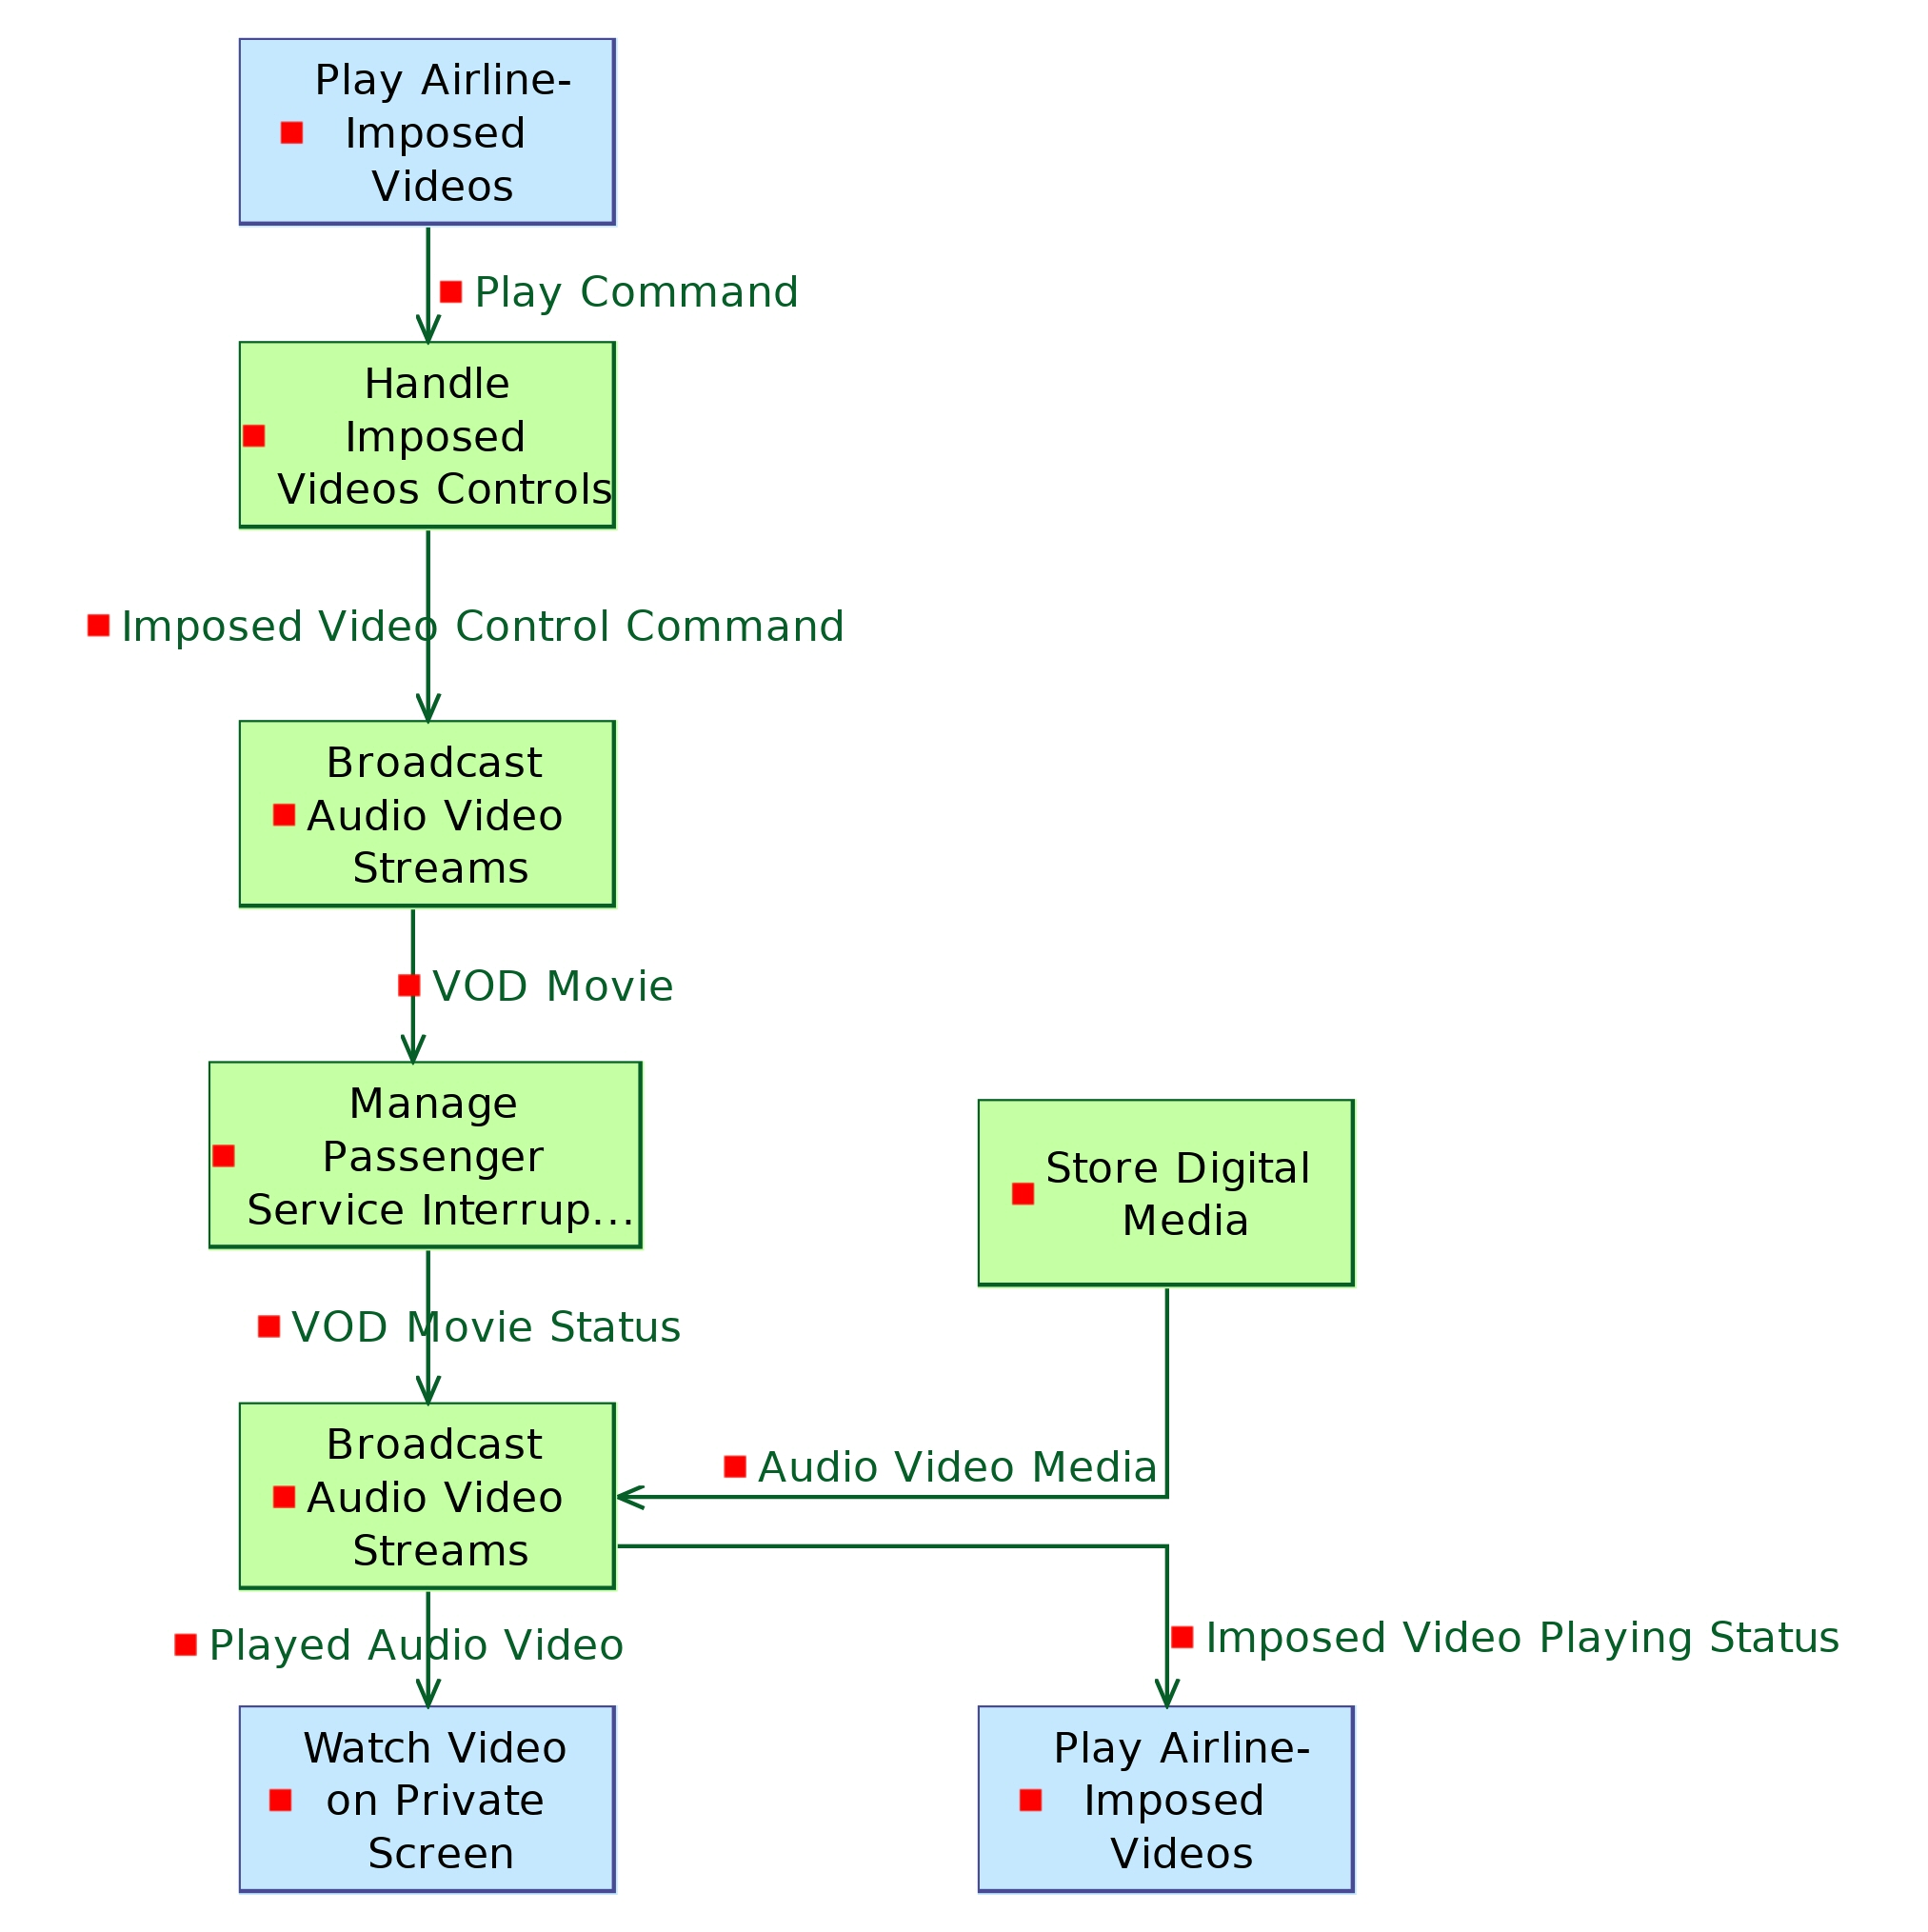 Play Airline-
Imposed
Videos
Play Command
Handle
Imposed
Videos Controls
Imposed Video Control Command
Broadcast
Audio Video
Streams
VOD Movie
Manage
Passenger
Service Interrup...
Store Digital
Media
VOD Movie Status
Broadcast
Audio Video
Streams
Audio Video Media
Played Audio Video
Imposed Video Playing Status
Watch Video
on Private
Screen
Play Airline-
Imposed
Videos